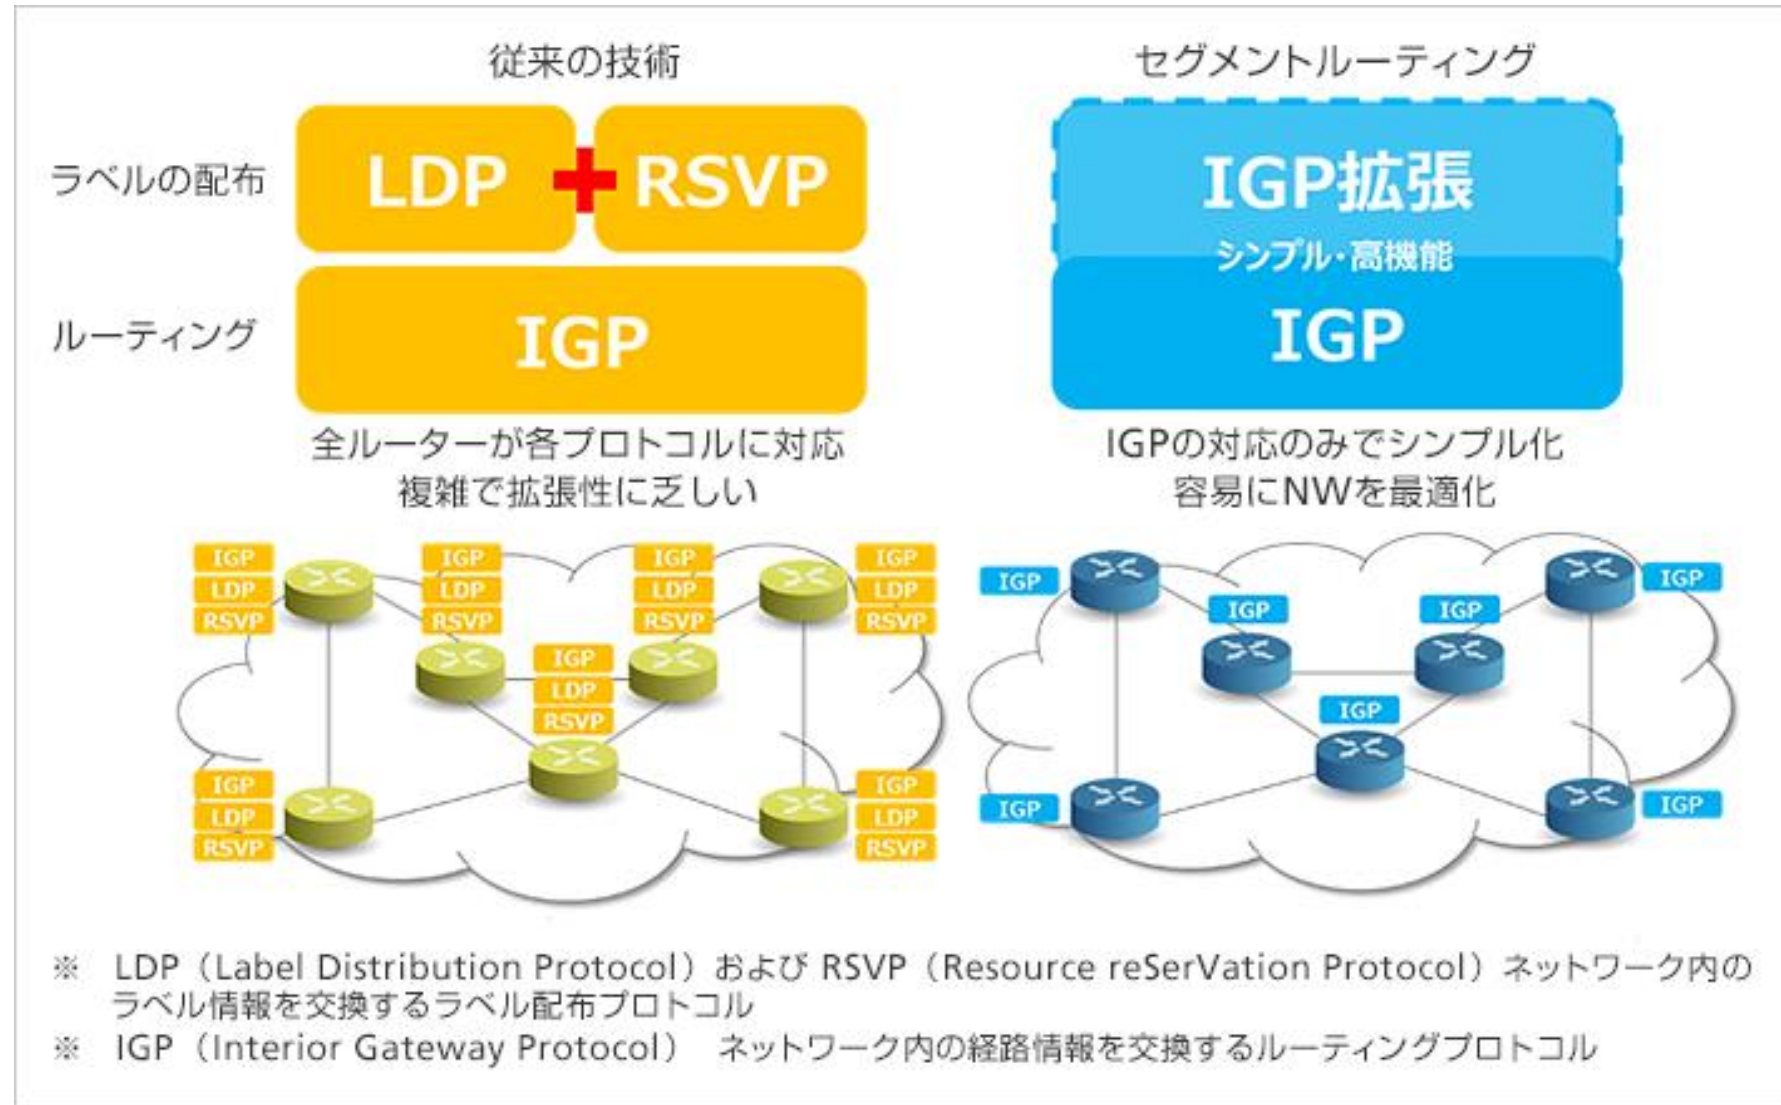 従来の技術
セグメントルーティング
ラベルの配布
LDP
+
RSVP
IGP拡張
シンプル・高機能
ルーティング
IGP
IGP
全ルーターが各プロトコルに対応
複雑で拡張性に乏しい
IGPの対応のみでシンプル化
容易にNWを最適化
IGP
LDP
RSVP
IGP
LDP
RSVP
IGP
LDP
RSVP
IGP
LDP
RSVP
IGP
LDP
RSVP
IGP
LDP
RSVP
IGP
LDP
RSVP
IGP
IGP
IGP
IGP
IGP
IGP
IGP
※ LDP（Label Distribution Protocol）および RSVP（Resource reSerVation Protocol）ネットワーク内の
ラベル情報を交換するラベル配布プロトコル
※ IGP（Interior Gateway Protocol） ネットワーク内の経路情報を交換するルーティングプロトコル